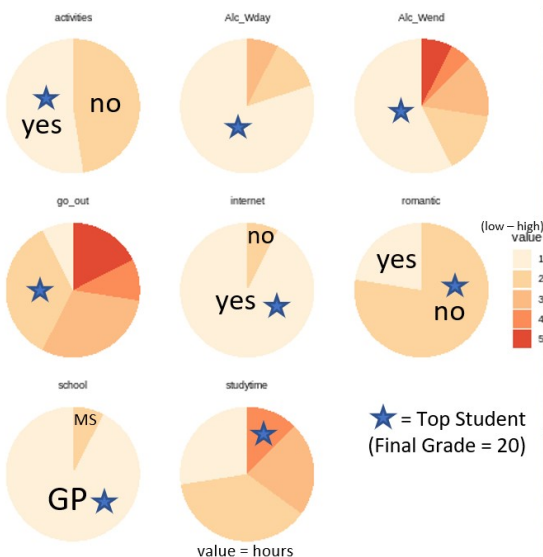 activities
Alc_Wday
Alc_Wend
yes
no
go_out
internet
romantic
no
yes
yes
no
(low – high)
value
1
2
3
4
5
school
studytime
MS
GP
= Top Student
(Final Grade = 20)
value = hours